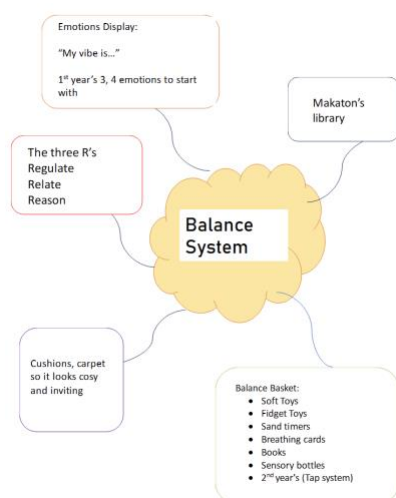 Emotions Display:
“My vibe is…”
1st year’s 3, 4 emotions to start
with
Makaton’s
library
The three R’s
Regulate
Relate
Reason
Balance
System
Cushions, carpet
so it looks cosy
and inviting
Balance Basket:
• Soft Toys
• Fidget Toys
• Sand timers
• Breathing cards
• Books
• Sensory bottles
• 2nd year’s (Tap system)